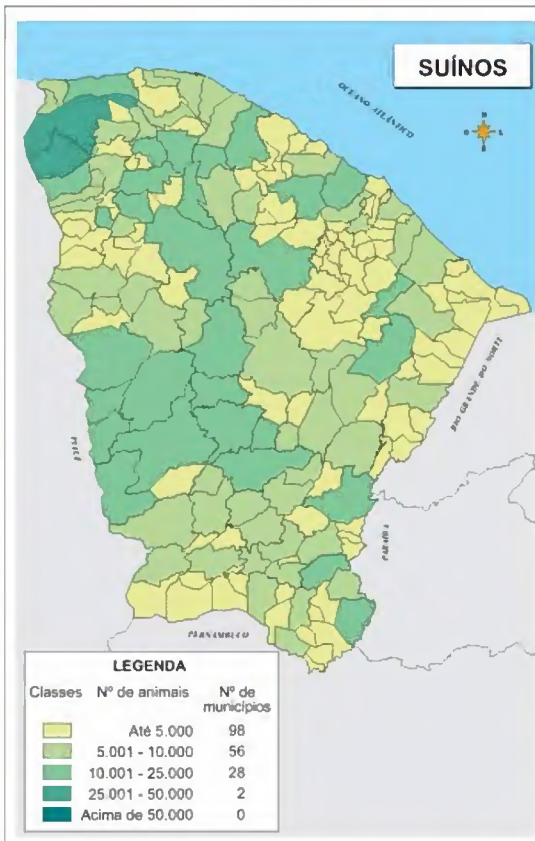 SUÍNOS
OCEANO ATLÂNTICO
N
O L
S
RIO GRANDE DO NORTE
PIAUÍ
PARAÍBA
PERNAMBUCO
LEGENDA
Classes Nº de animais Nº de municípios
Até 5.000 98
5.001 - 10.000 56
10.001 - 25.000 28
25.001 - 50.000 2
Acima de 50.000 0